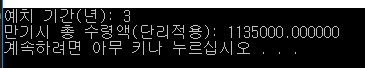 예치 기간(년): 3
만기시 총 수령액(단리적용): 1135000.000000
계속하려면 아무 키나 누르십시오 . . .